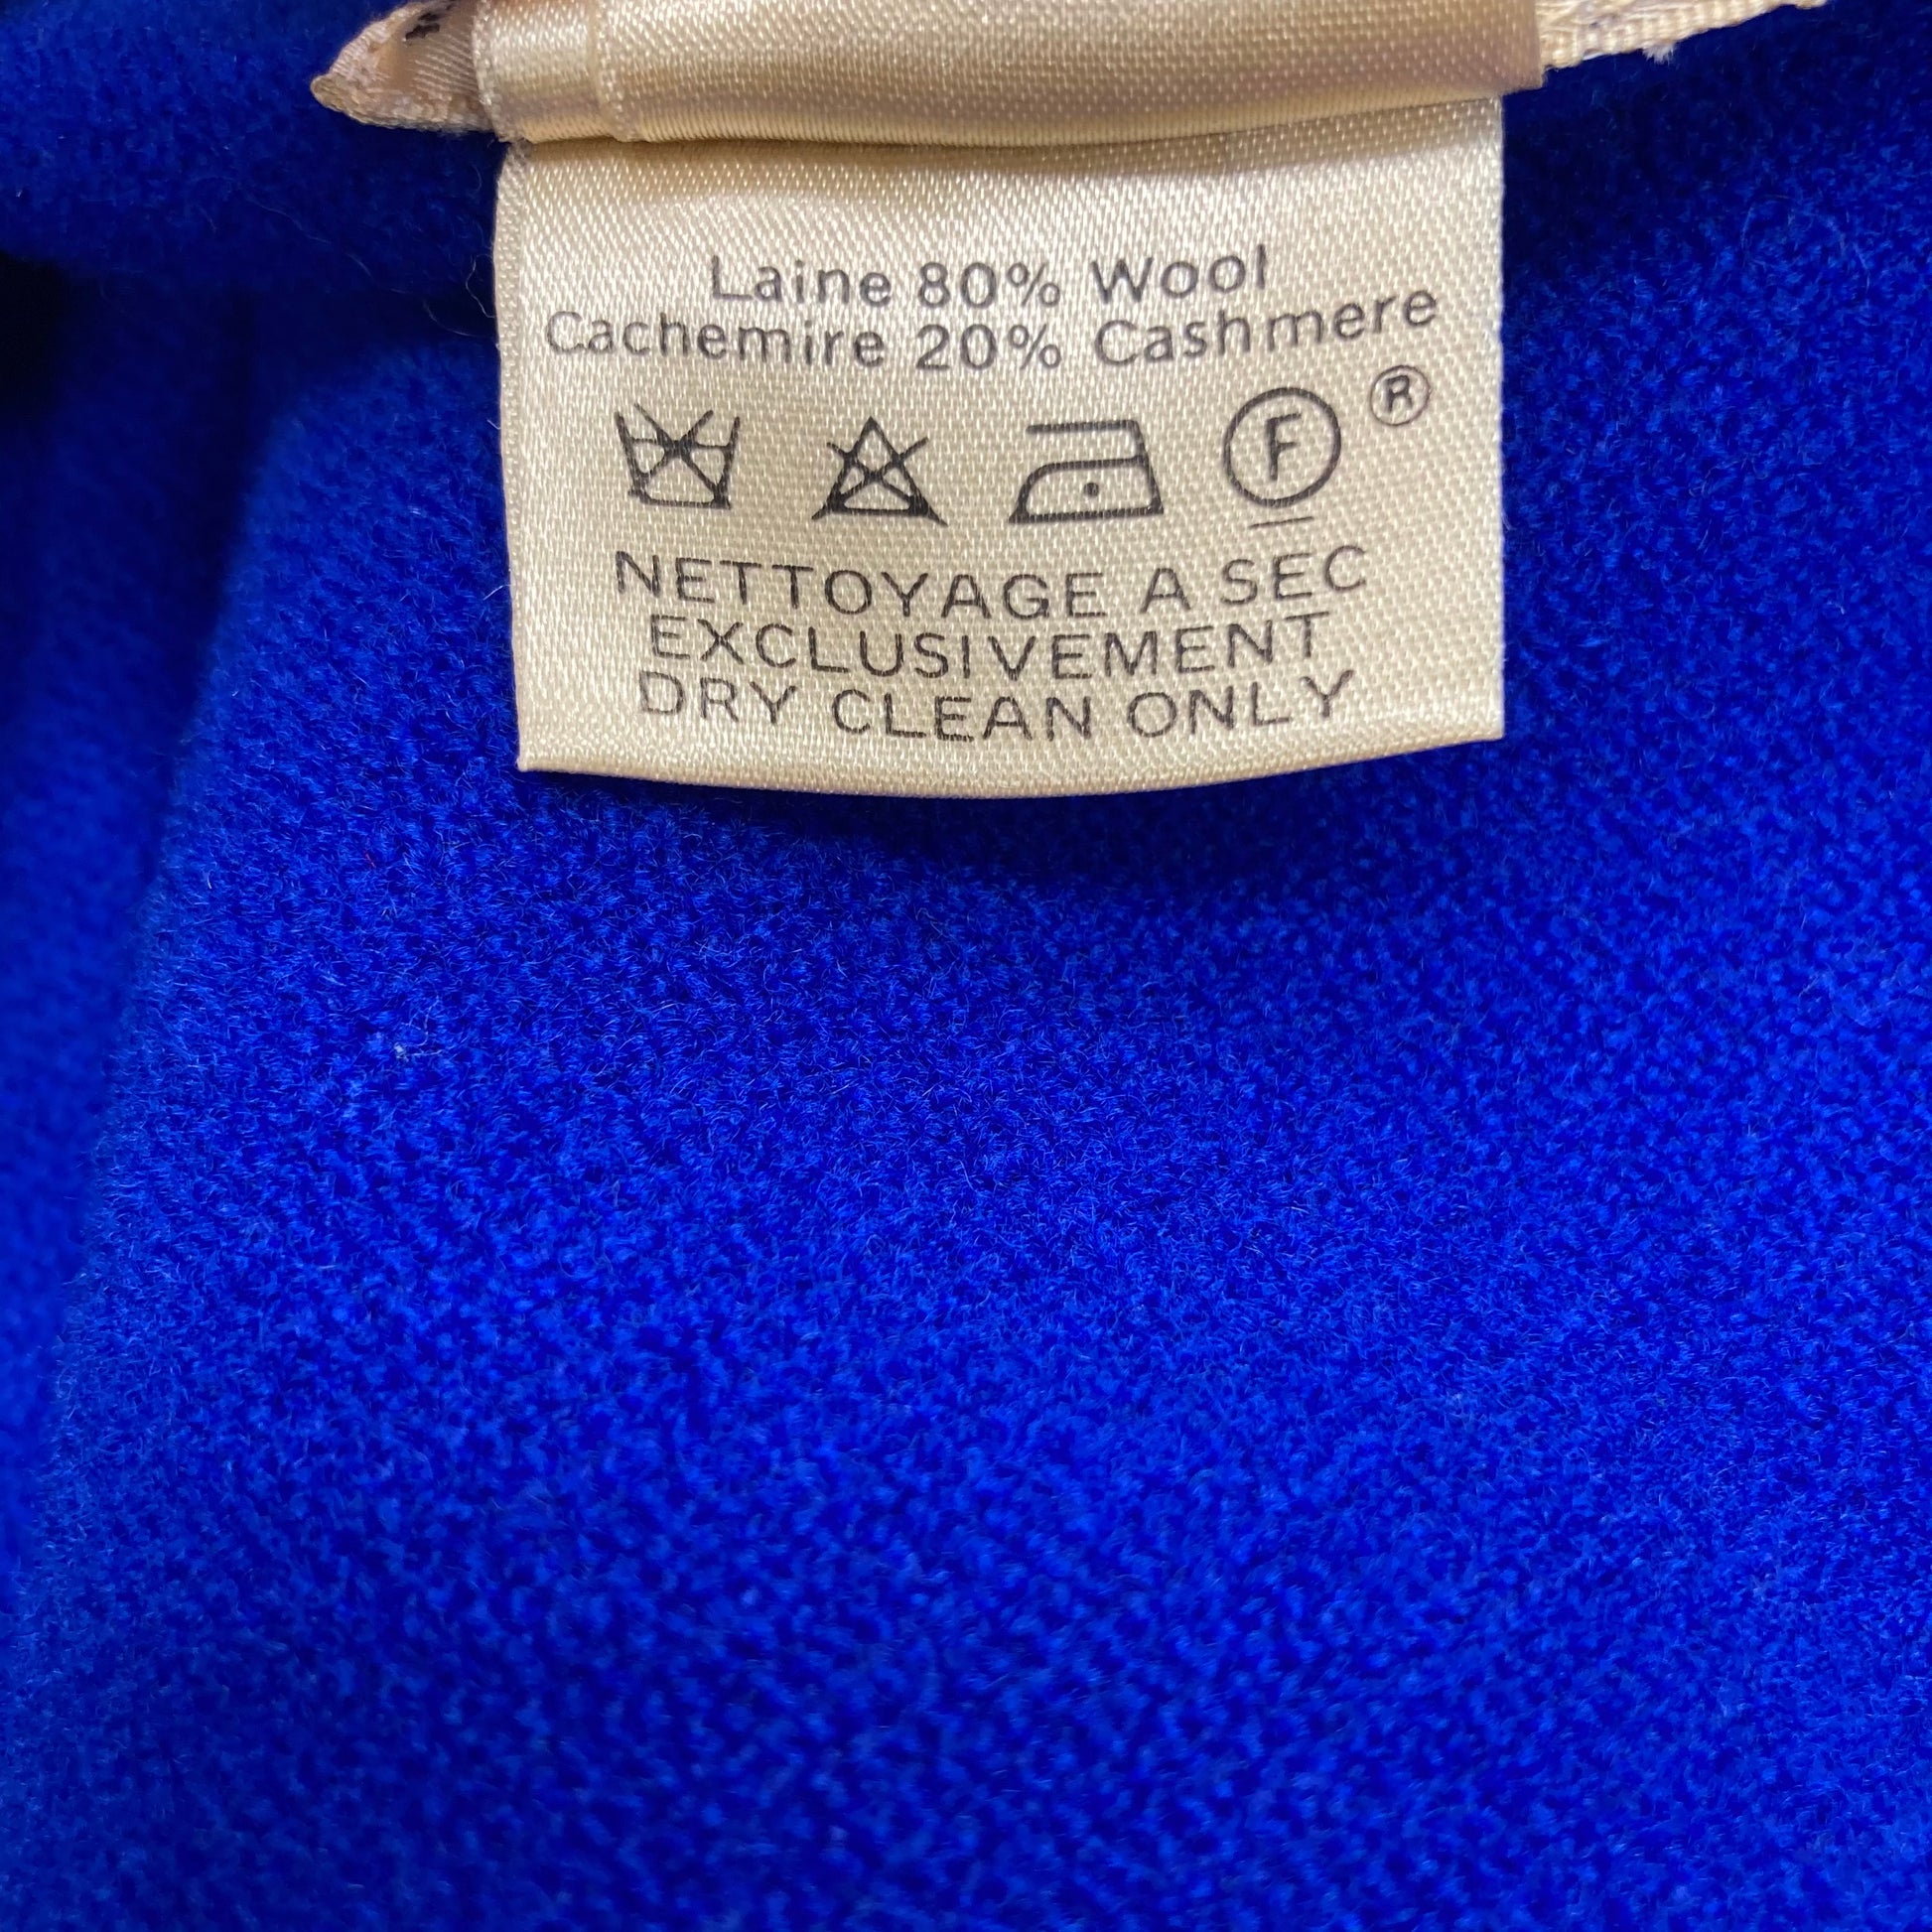 Laine 80% Wool
Cachemire 20% Cashmere
F ®
NETTOYAGE A SEC
EXCLUSIVEMENT
DRY CLEAN ONLY